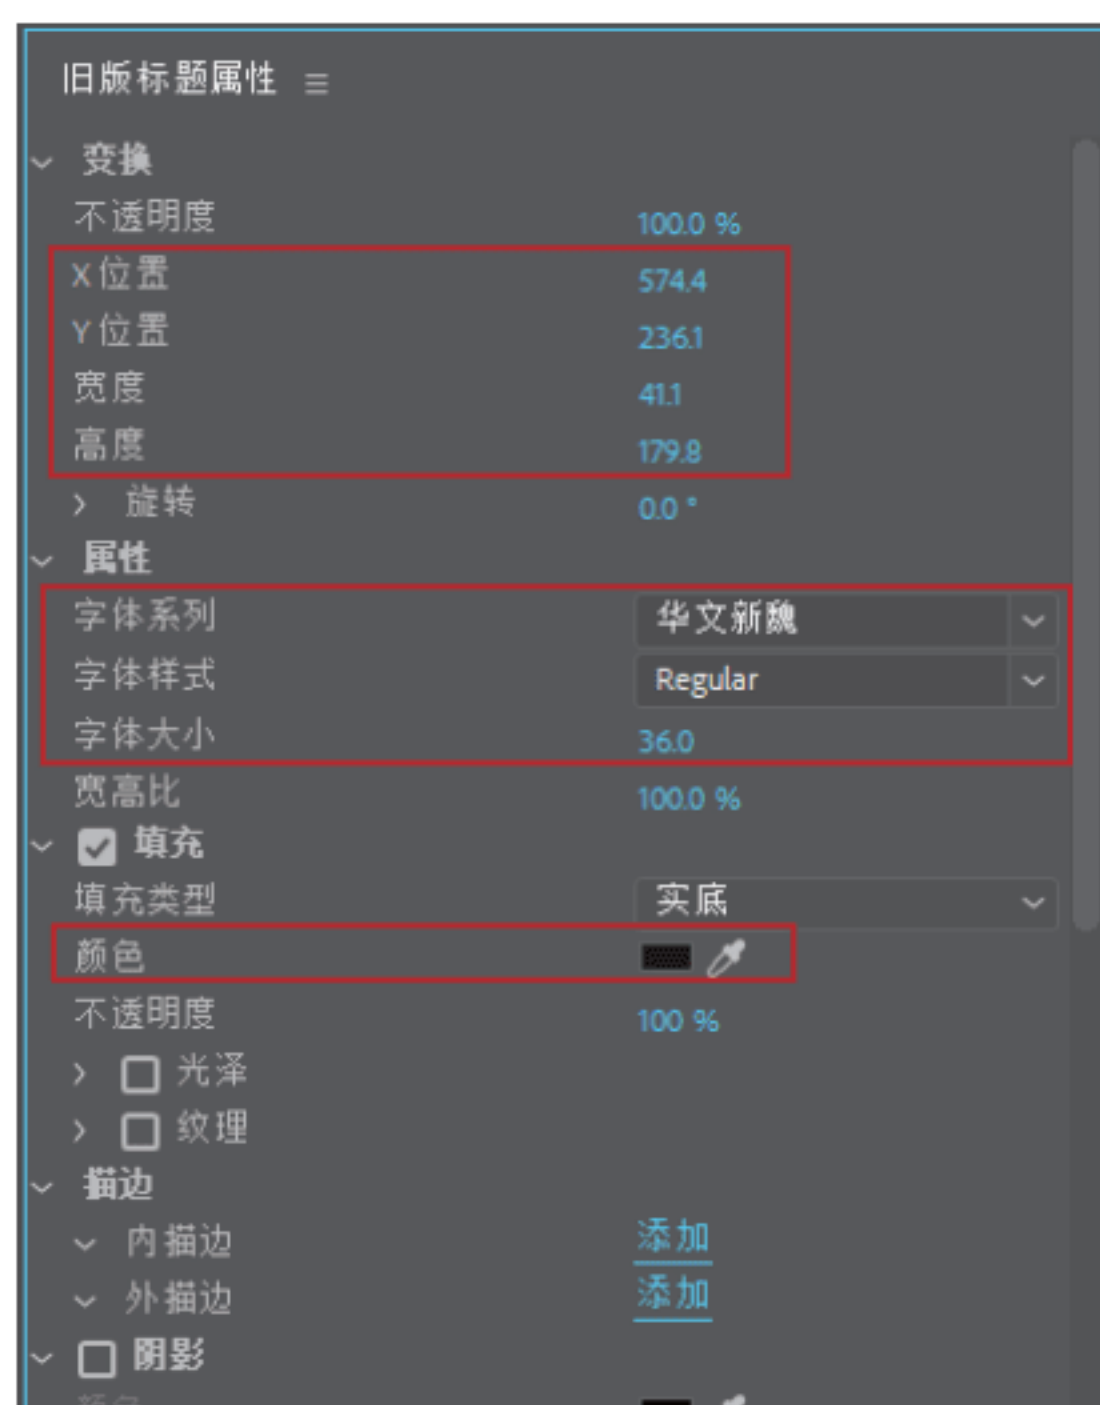 旧版标题属性
变换
不透明度 100.0 %
X位置 574.4
Y位置 236.1
宽度 41.1
高度 179.8
旋转 0.0 °
属性
字体系列 华文新魏
字体样式 Regular
字体大小 36.0
宽高比 100.0 %
填充
填充类型 实底
颜色
不透明度 100 %
光泽
纹理
描边
内描边 添加
外描边 添加
阴影